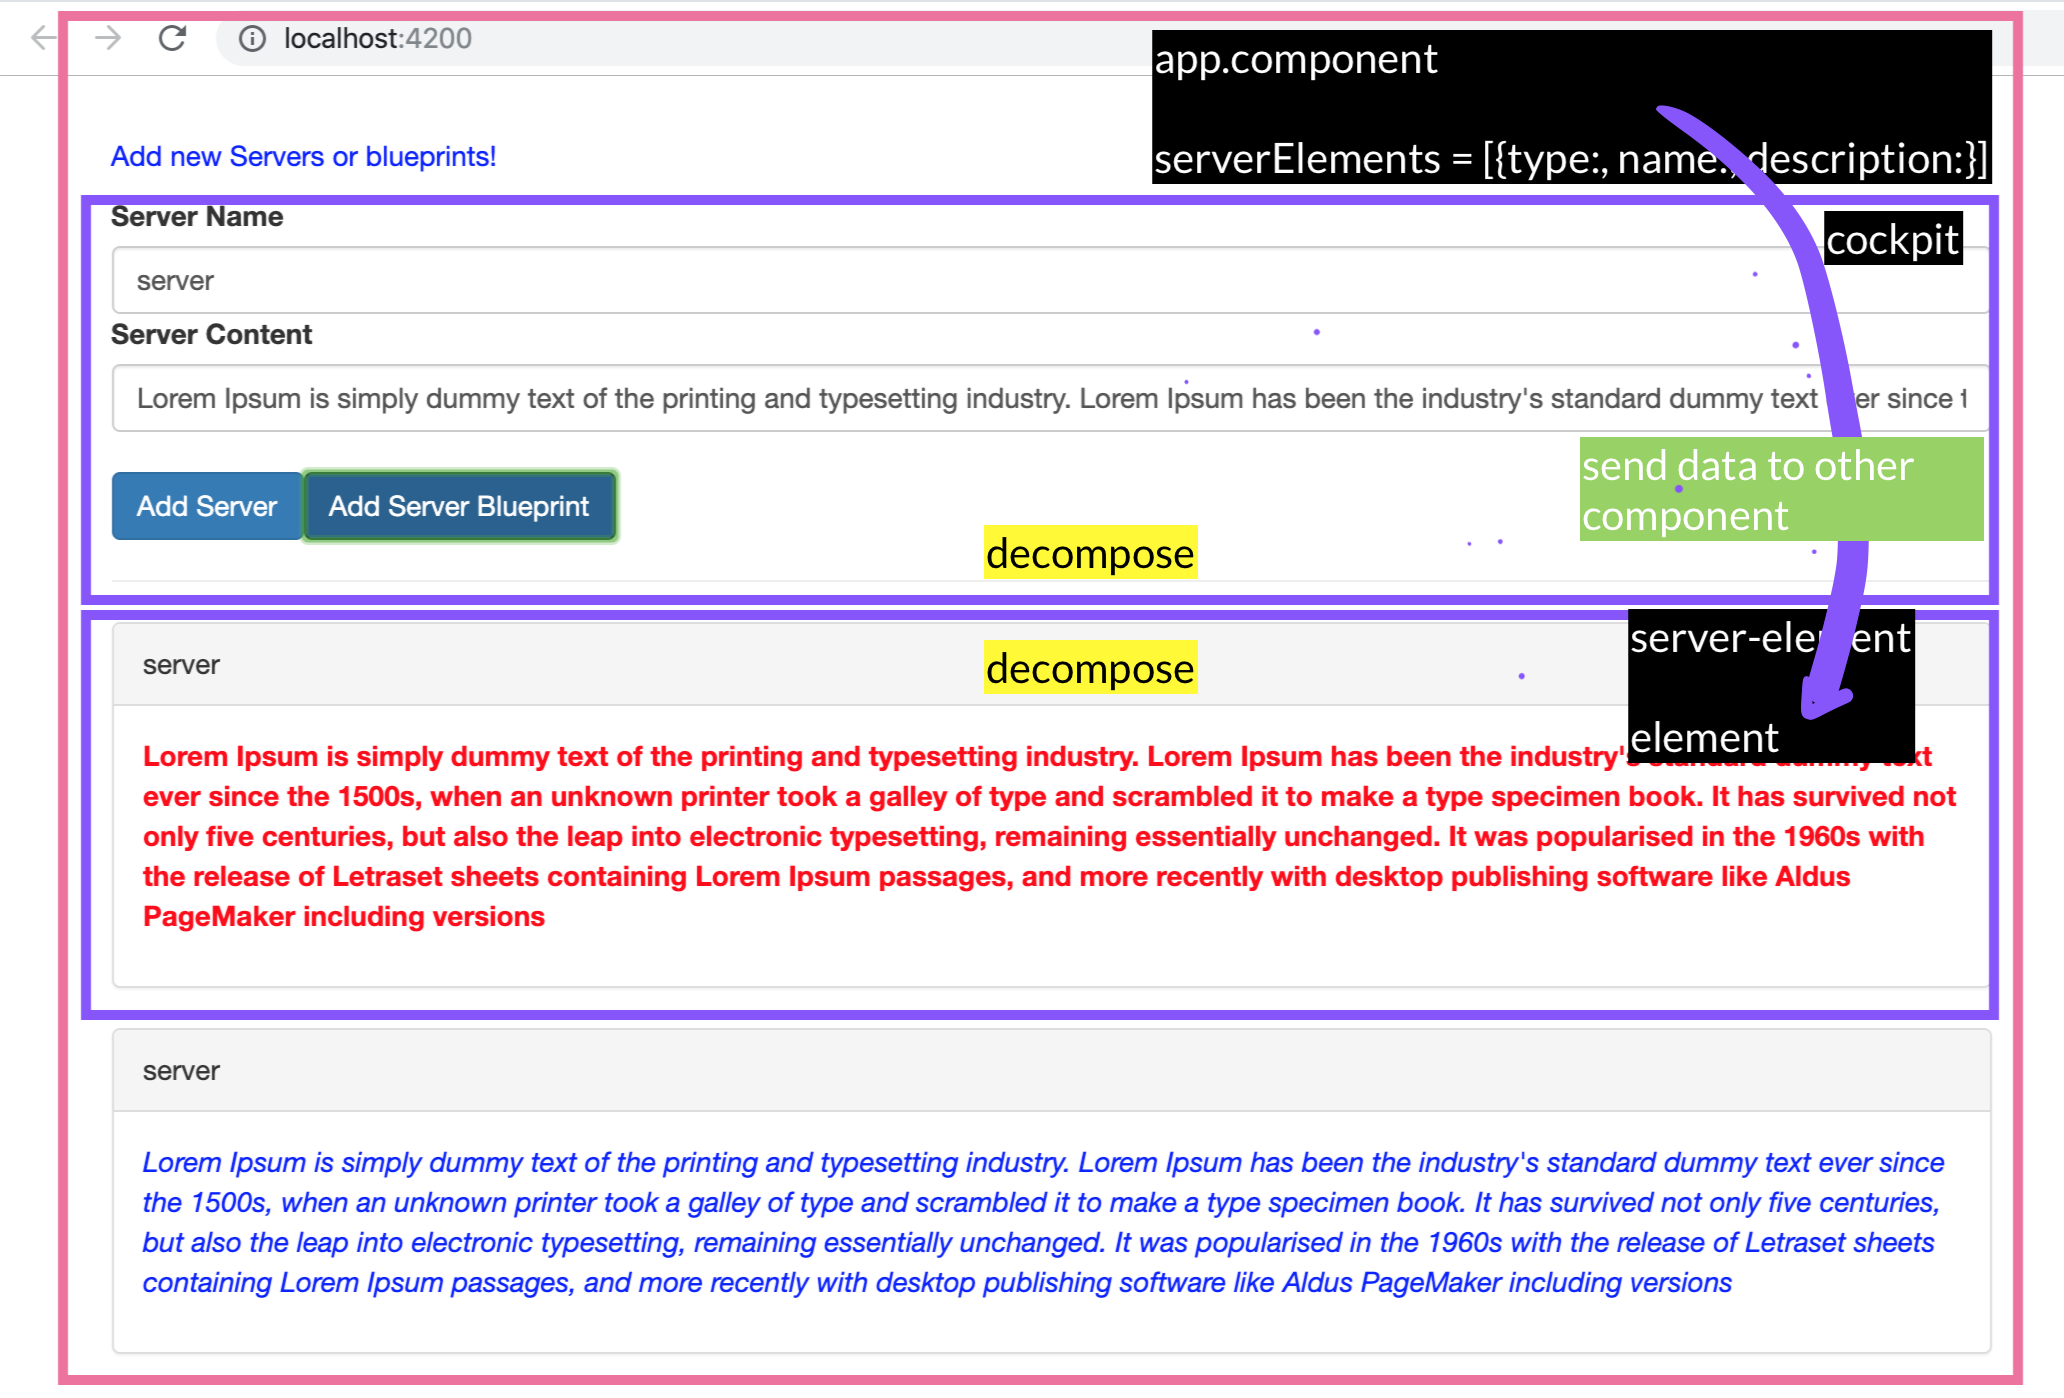 localhost:4200
app.component
serverElements = [{type:, name:, description:}]
Add new Servers or blueprints!
Server Name
cockpit
server
Server Content
Lorem Ipsum is simply dummy text of the printing and typesetting industry. Lorem Ipsum has been the industry's standard dummy text er since t
send data to other
component
Add Server
Add Server Blueprint
decompose
server-element
server
decompose
element
Lorem Ipsum is simply dummy text of the printing and typesetting industry. Lorem Ipsum has been the industry's standard dummy text
ever since the 1500s, when an unknown printer took a galley of type and scrambled it to make a type specimen book. It has survived not
only five centuries, but also the leap into electronic typesetting, remaining essentially unchanged. It was popularised in the 1960s with
the release of Letraset sheets containing Lorem Ipsum passages, and more recently with desktop publishing software like Aldus
PageMaker including versions
server
Lorem Ipsum is simply dummy text of the printing and typesetting industry. Lorem Ipsum has been the industry's standard dummy text ever since
the 1500s, when an unknown printer took a galley of type and scrambled it to make a type specimen book. It has survived not only five centuries,
but also the leap into electronic typesetting, remaining essentially unchanged. It was popularised in the 1960s with the release of Letraset sheets
containing Lorem Ipsum passages, and more recently with desktop publishing software like Aldus PageMaker including versions